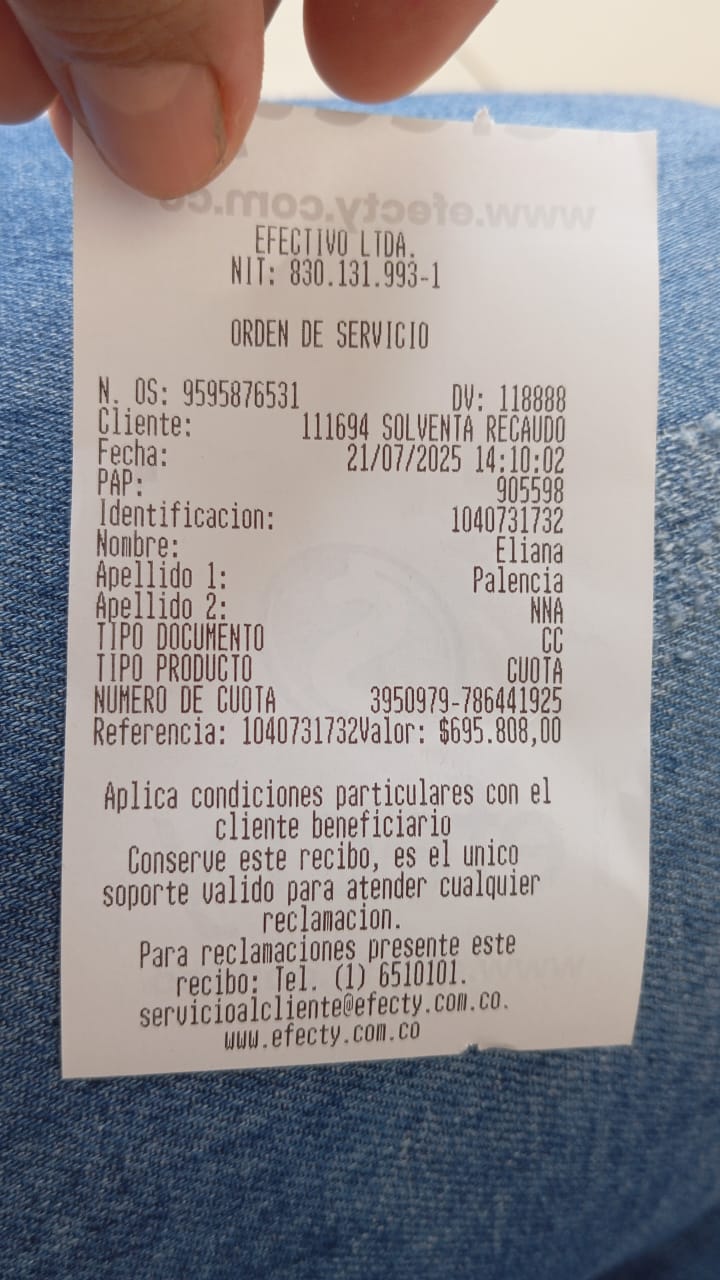 www.efecty.com.co
EFECTIVO LTDA.
NIT: 830.131.993-1
ORDEN DE SERVICIO
N. OS: 9595876531 DV: 118888
Cliente: 111694 SOLVENTA RECAUDO
Fecha: 21/07/2025 14:10:02
PAP: 905598
Identificacion: 1040731732
Nombre: Eliana
Apellido 1: Palencia
Apellido 2: NNA
TIPO DOCUMENTO CC
TIPO PRODUCTO CUOTA
NUMERO DE CUOTA 3950979-786441925
Referencia: 1040731732Valor: $695.808,00
Aplica condiciones particulares con el
cliente beneficiario
Conserve este recibo, es el unico
soporte valido para atender cualquier
reclamacion.
Para reclamaciones presente este
recibo: Tel. (1) 6510101.
servicioalcliente@efecty.com.co.
www.efecty.com.co